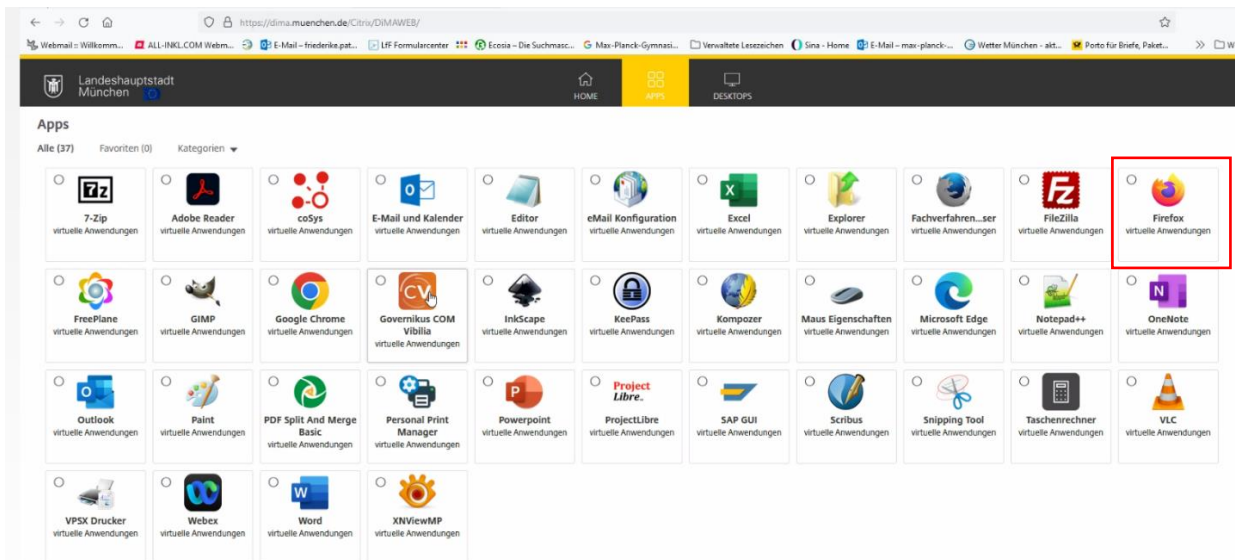 https://dima.muenchen.de/Citrix/DiMAWEB/
Webmail :: Willkomm... ALL-INKL.COM Webm... E-Mail – friederike.pat... LfF Formularcenter Ecosia – Die Suchmasc... Max-Planck-Gymnasi... Verwaltete Lesezeichen Sina - Home E-Mail – max-planck-... Wetter München - akt... Porto für Briefe, Paket... W
Landeshauptstadt
München
HOME APPS DESKTOPS
Apps
Alle (37) Favoriten (0) Kategorien
7z Fz
7-Zip Adobe Reader coSys E-Mail und Kalender Editor eMail Konfiguration Excel Explorer Fachverfahren...ser FileZilla Firefox
virtuelle Anwendungen virtuelle Anwendungen virtuelle Anwendungen virtuelle Anwendungen virtuelle Anwendungen virtuelle Anwendungen virtuelle Anwendungen virtuelle Anwendungen virtuelle Anwendungen virtuelle Anwendungen virtuelle Anwendungen
CV N
FreePlane GIMP Google Chrome Governikus COM InkScape KeePass Kompozer Maus Eigenschaften Microsoft Edge Notepad++ OneNote
virtuelle Anwendungen virtuelle Anwendungen virtuelle Anwendungen Vibilia virtuelle Anwendungen virtuelle Anwendungen virtuelle Anwendungen virtuelle Anwendungen virtuelle Anwendungen virtuelle Anwendungen virtuelle Anwendungen
virtuelle Anwendungen
Project
Libre.
Outlook Paint PDF Split And Merge Personal Print Powerpoint ProjectLibre SAP GUI Scribus Snipping Tool Taschenrechner VLC
virtuelle Anwendungen virtuelle Anwendungen Basic Manager virtuelle Anwendungen virtuelle Anwendungen virtuelle Anwendungen virtuelle Anwendungen virtuelle Anwendungen virtuelle Anwendungen virtuelle Anwendungen
virtuelle Anwendungen virtuelle Anwendungen
VPSX Drucker Webex Word XNViewMP
virtuelle Anwendungen virtuelle Anwendungen virtuelle Anwendungen virtuelle Anwendungen